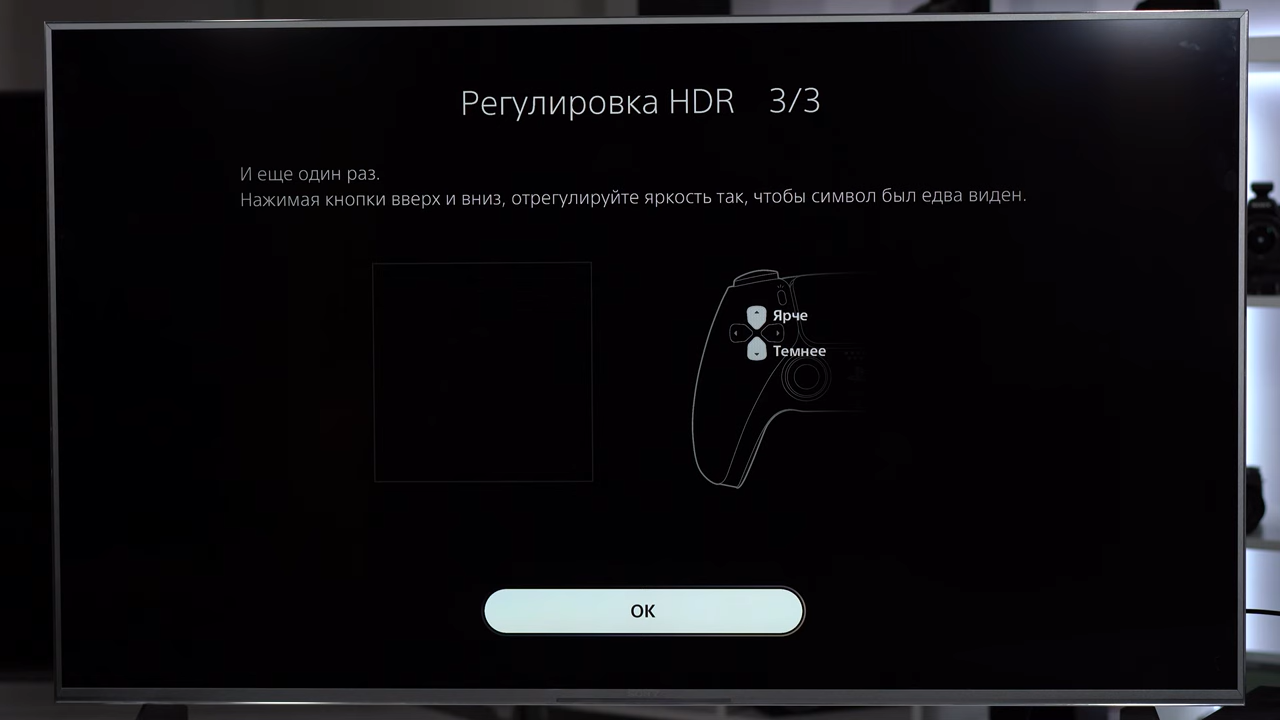 Регулировка HDR 3/3
И еще один раз.
Нажимая кнопки вверх и вниз, отрегулируйте яркость так, чтобы символ был едва виден.
Ярче
Темнее
OK